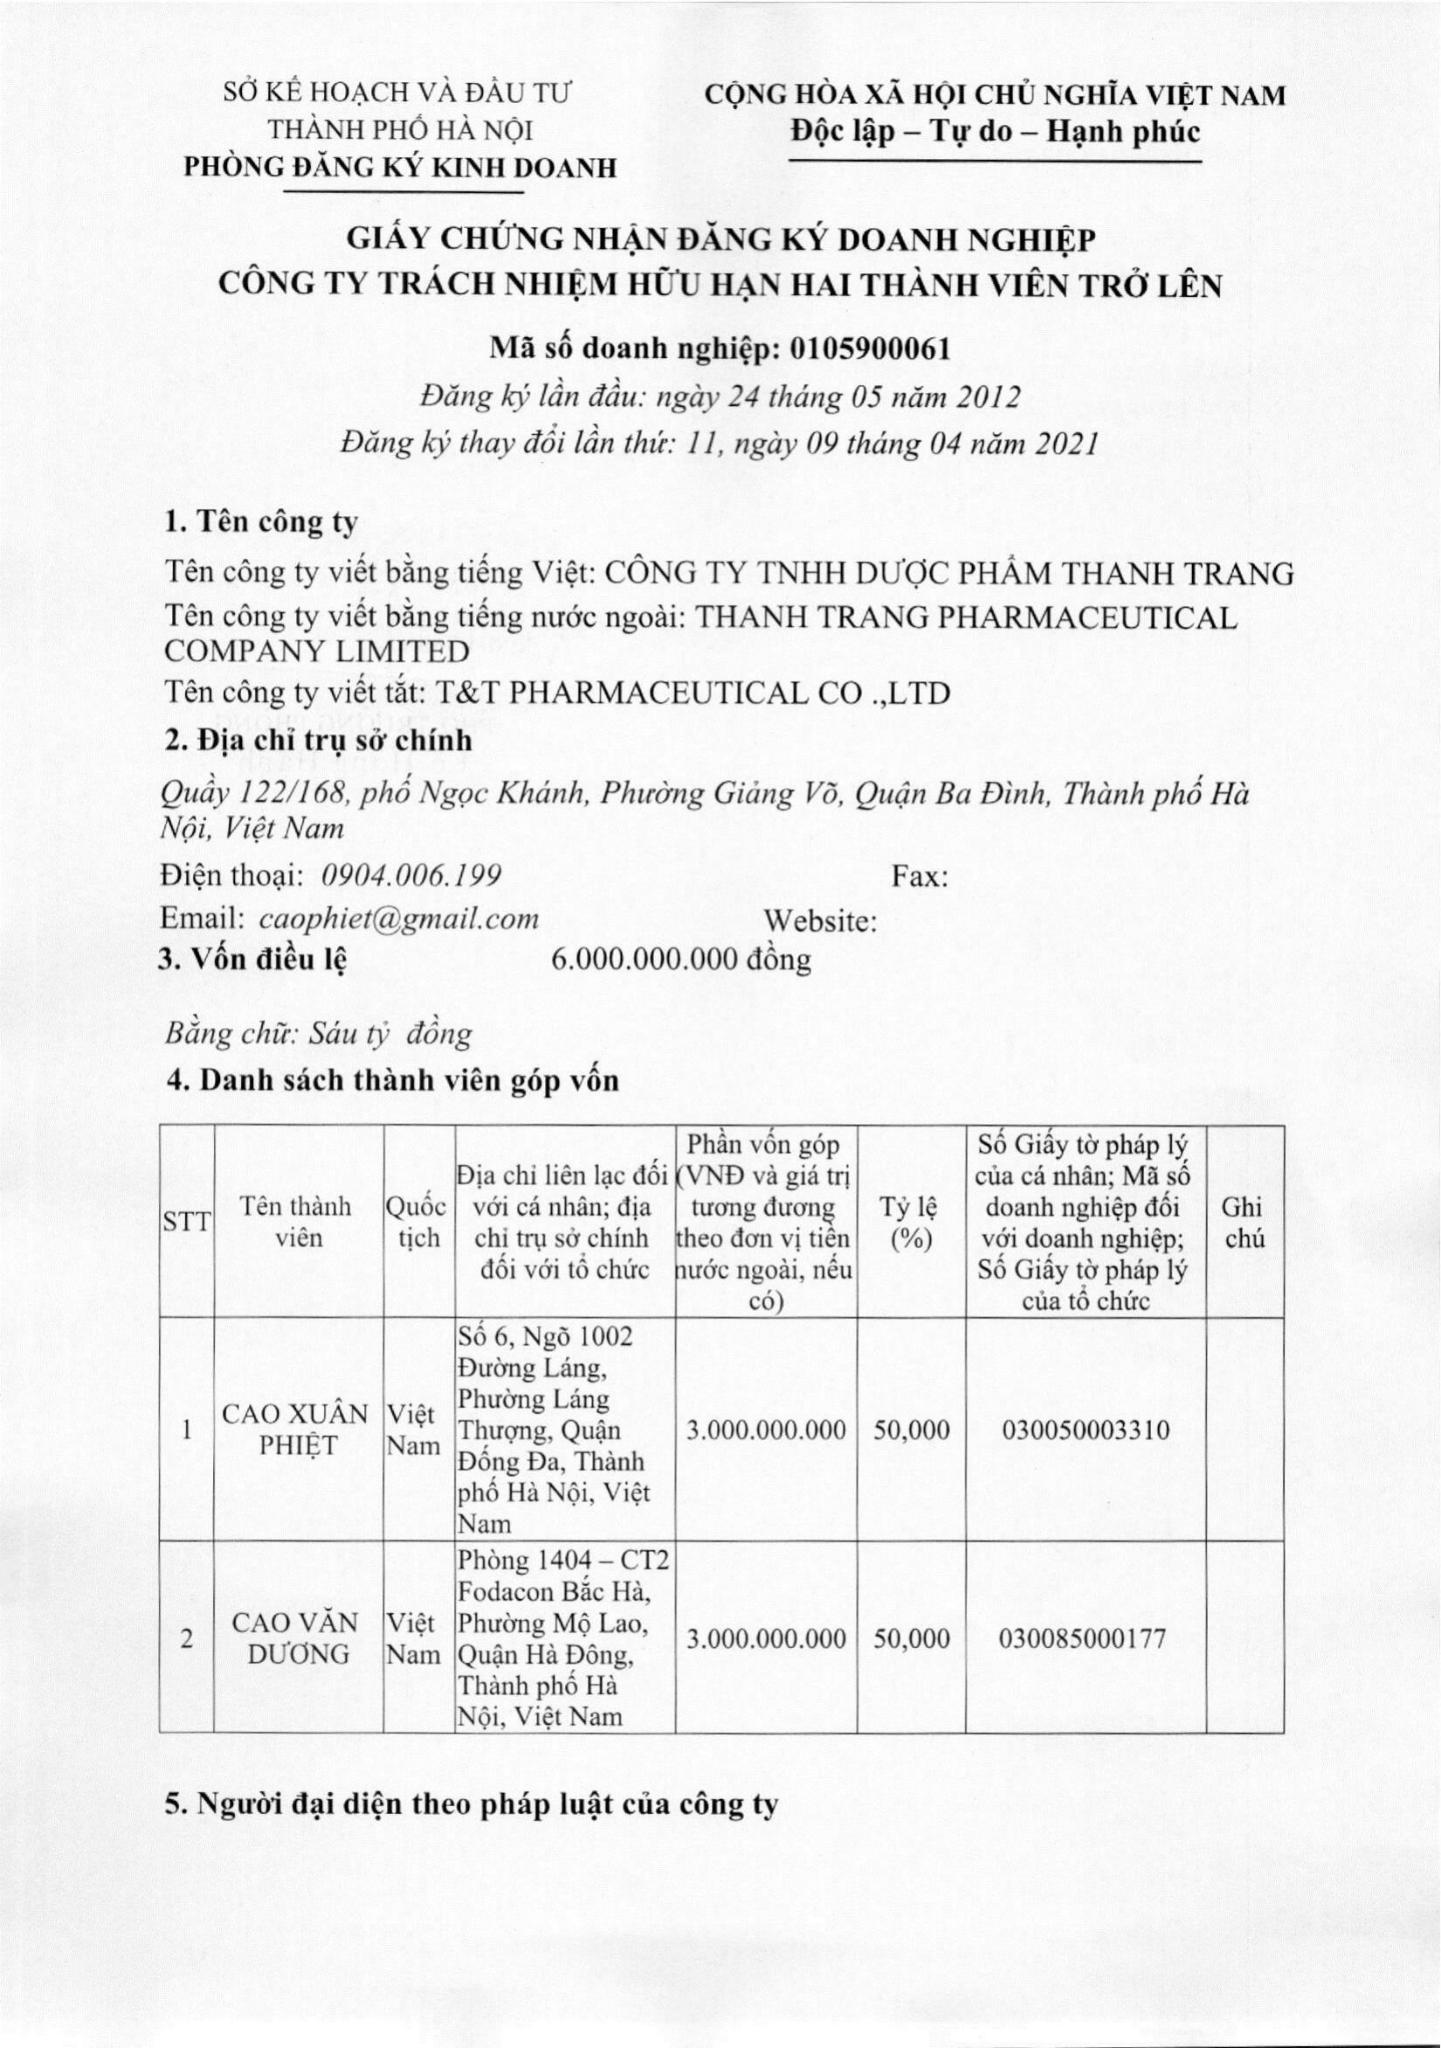 SỞ KẾ HOẠCH VÀ ĐẦU TƯ
THÀNH PHỐ HÀ NỘI
PHÒNG ĐĂNG KÝ KINH DOANH
CỘNG HÒA XÃ HỘI CHỦ NGHĨA VIỆT NAM
Độc lập – Tự do – Hạnh phúc
GIẤY CHỨNG NHẬN ĐĂNG KÝ DOANH NGHIỆP
CÔNG TY TRÁCH NHIỆM HỮU HẠN HAI THÀNH VIÊN TRỞ LÊN
Mã số doanh nghiệp: 0105900061
Đăng ký lần đầu: ngày 24 tháng 05 năm 2012
Đăng ký thay đổi lần thứ: 11, ngày 09 tháng 04 năm 2021
1. Tên công ty
Tên công ty viết bằng tiếng Việt: CÔNG TY TNHH DƯỢC PHẨM THANH TRANG
Tên công ty viết bằng tiếng nước ngoài: THANH TRANG PHARMACEUTICAL
COMPANY LIMITED
Tên công ty viết tắt: T&T PHARMACEUTICAL CO .,LTD
2. Địa chỉ trụ sở chính
Quầy 122/168, phố Ngọc Khánh, Phường Giảng Võ, Quận Ba Đình, Thành phố Hà
Nội, Việt Nam
Điện thoại: 0904.006.199 Fax:
Email: caophiet@gmail.com Website:
3. Vốn điều lệ 6.000.000.000 đồng
Bằng chữ: Sáu tỷ đồng
4. Danh sách thành viên góp vốn
STT
Tên thành
viên
Quốc
tịch
Địa chỉ liên lạc đối
với cá nhân; địa
chỉ trụ sở chính
đối với tổ chức
Phần vốn góp
(VNĐ và giá trị
tương đương
theo đơn vị tiền
nước ngoài, nếu
có)
Tỷ lệ
(%)
Số Giấy tờ pháp lý
của cá nhân; Mã số
doanh nghiệp đối
với doanh nghiệp;
Số Giấy tờ pháp lý
của tổ chức
Ghi
chú
1
CAO XUÂN
PHIỆT
Việt
Nam
Số 6, Ngõ 1002
Đường Láng,
Phường Láng
Thượng, Quận
Đống Đa, Thành
phố Hà Nội, Việt
Nam
3.000.000.000
50,000
030050003310
2
CAO VĂN
DƯƠNG
Việt
Nam
Phòng 1404 – CT2
Fodacon Bắc Hà,
Phường Mộ Lao,
Quận Hà Đông,
Thành phố Hà
Nội, Việt Nam
3.000.000.000
50,000
030085000177
5. Người đại diện theo pháp luật của công ty